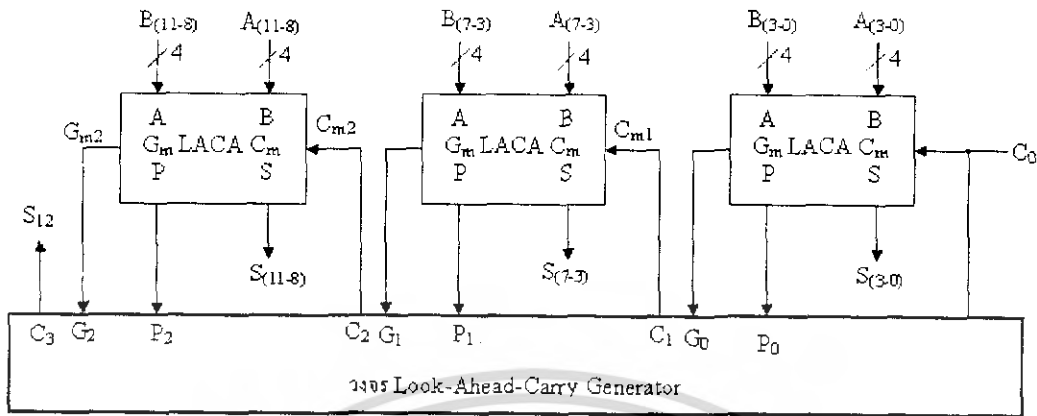 B(11-8) A(11-8) B(7-3) A(7-3) B(3-0) A(3-0)
4 4 4 4 4 4
A B A B A B
Gm2 Gm LACA Cm Cm2 Gm LACA Cm Cm1 Gm LACA Cm C0
P S P S P S
S12
S(11-8) S(7-3) S(3-0)
C3 G2 P2 C2 G1 P1 C1 G0 P0
วงจร Look-Ahead-Carry Generator